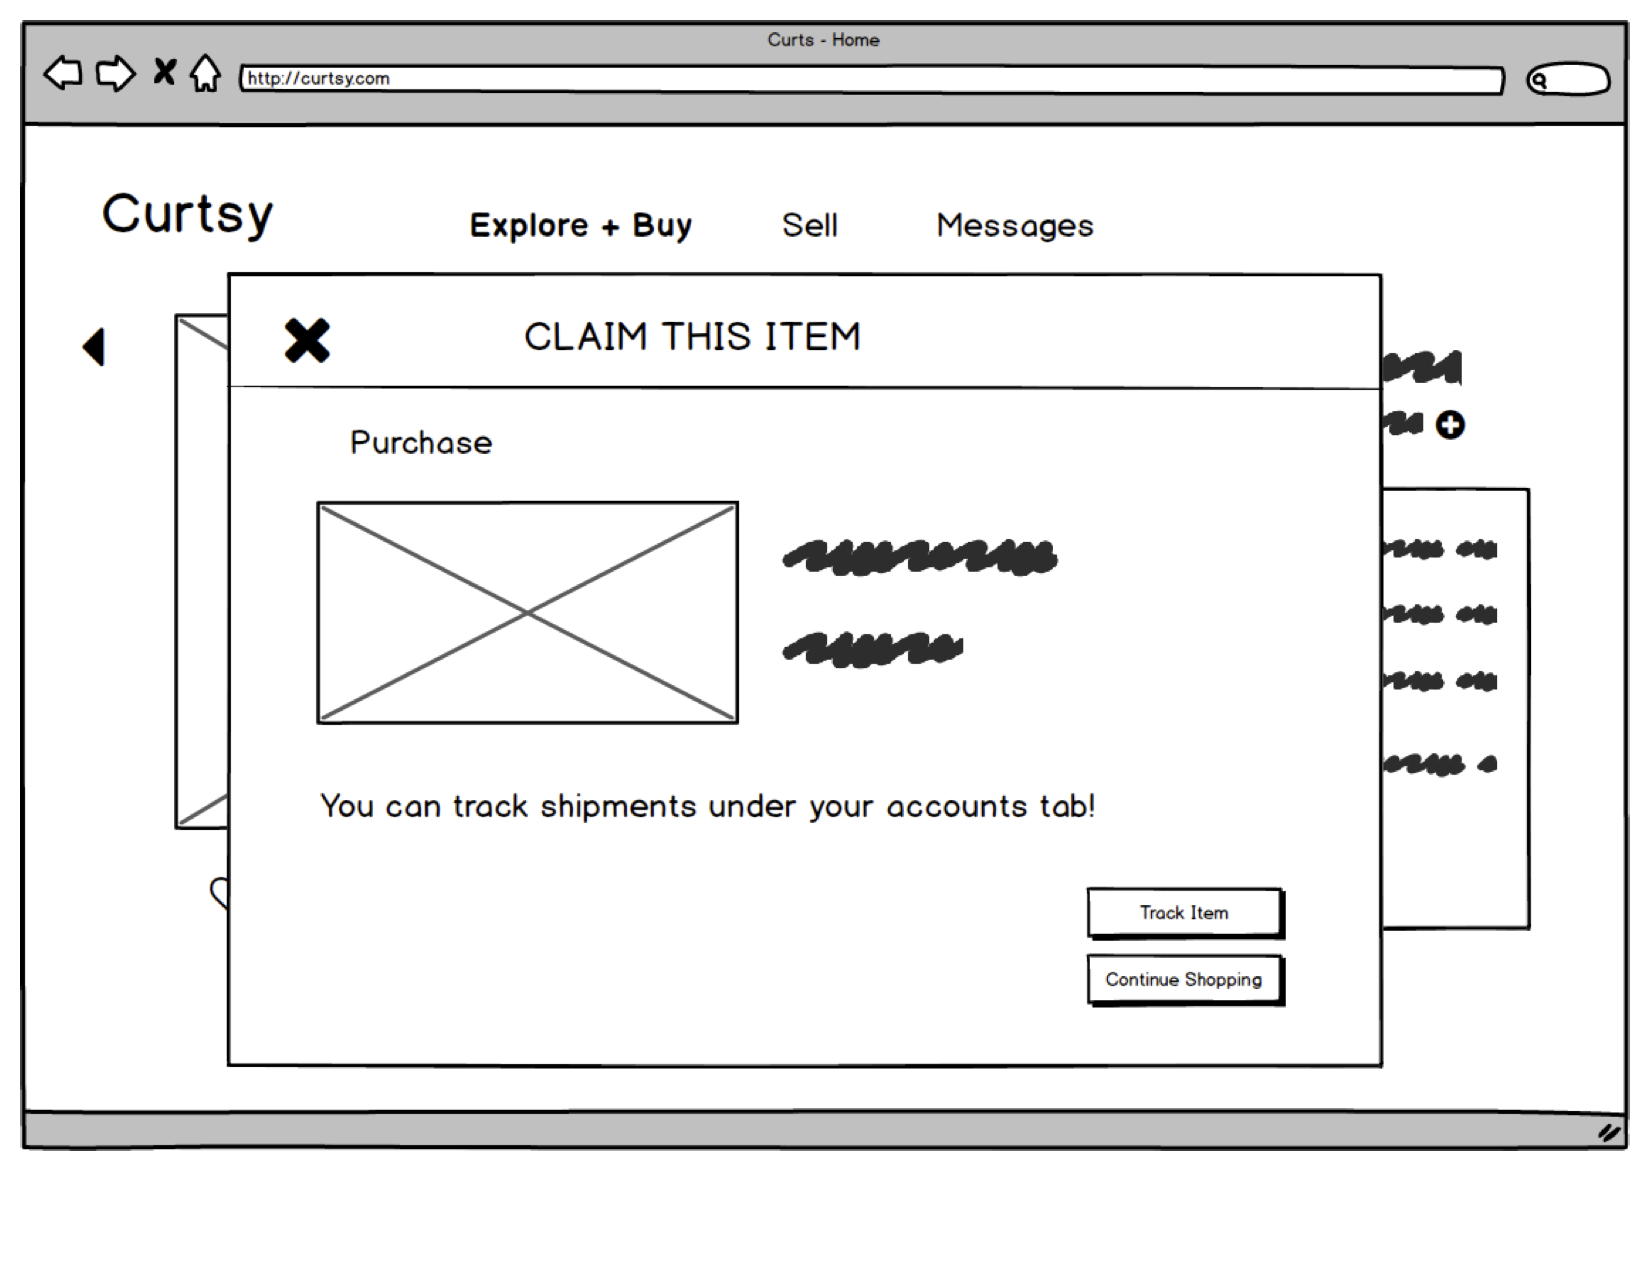 Curts - Home
http://curtsy.com
Curtsy
Explore + Buy Sell Messages
CLAIM THIS ITEM
Purchase
You can track shipments under your accounts tab!
Track Item
Continue Shopping